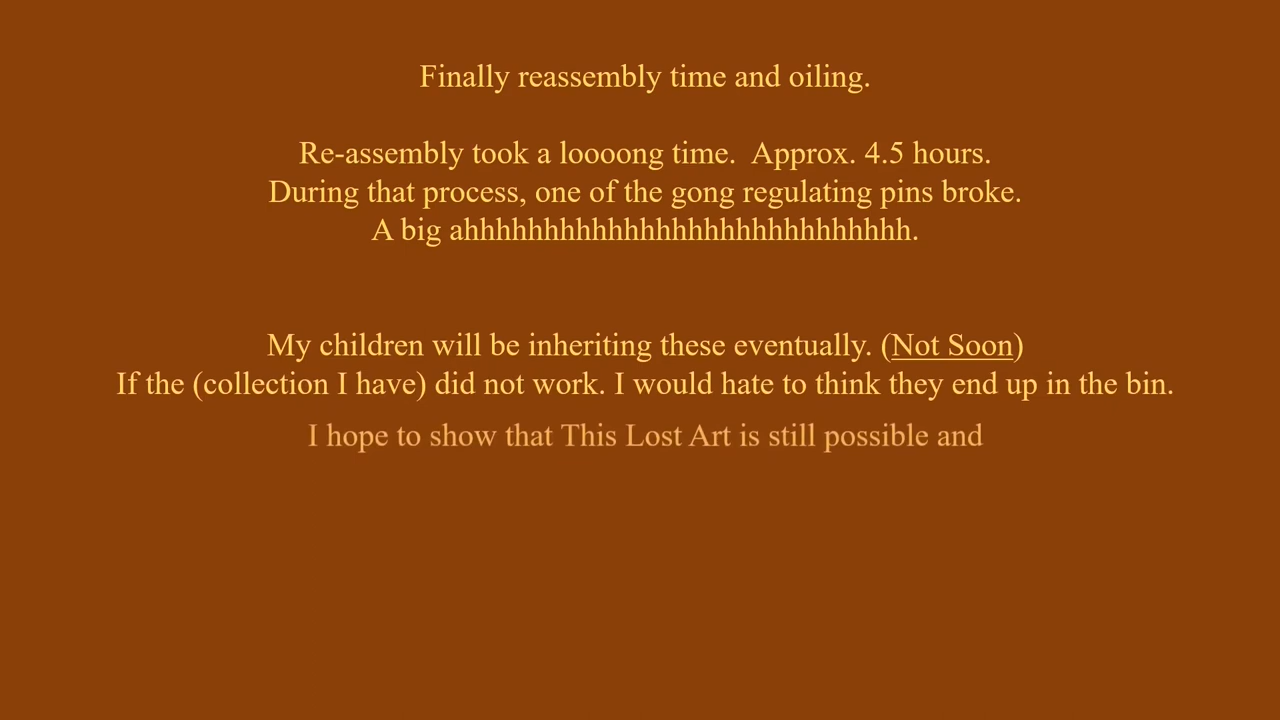 Finally reassembly time and oiling.
Re-assembly took a loooong time.  Approx. 4.5 hours.
During that process, one of the gong regulating pins broke.
A big ahhhhhhhhhhhhhhhhhhhhhhhhhhhh.
My children will be inheriting these eventually. (Not Soon)
If the (collection I have) did not work. I would hate to think they end up in the bin.
I hope to show that This Lost Art is still possible and